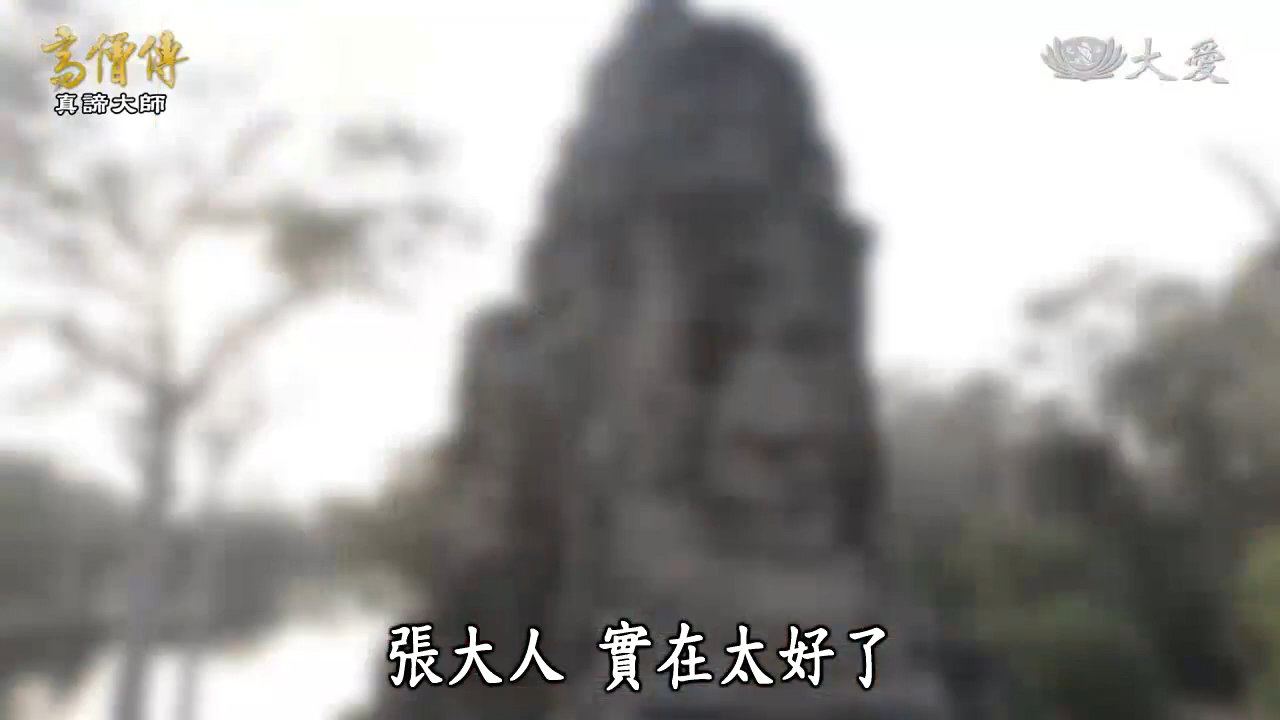 高僧傳
真諦大師
大愛
張大人 實在太好了